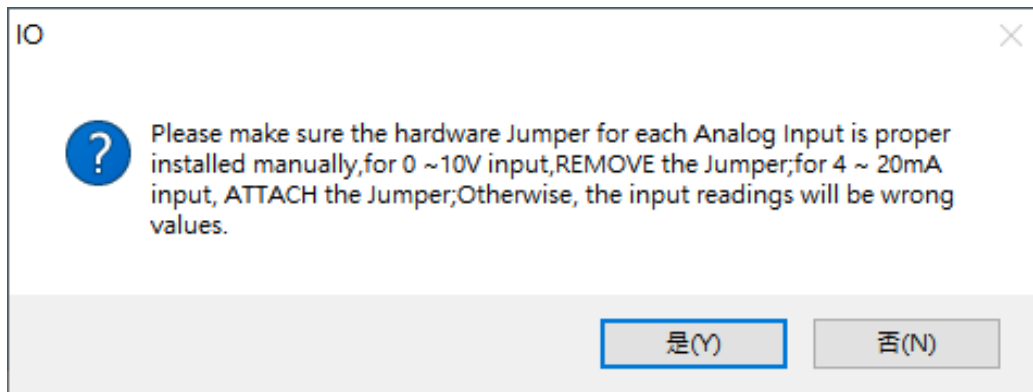 IO
Please make sure the hardware Jumper for each Analog Input is proper
installed manually,for 0 ~10V input,REMOVE the Jumper;for 4 ~ 20mA
input, ATTACH the Jumper;Otherwise, the input readings will be wrong
values.
是(Y)
否(N)